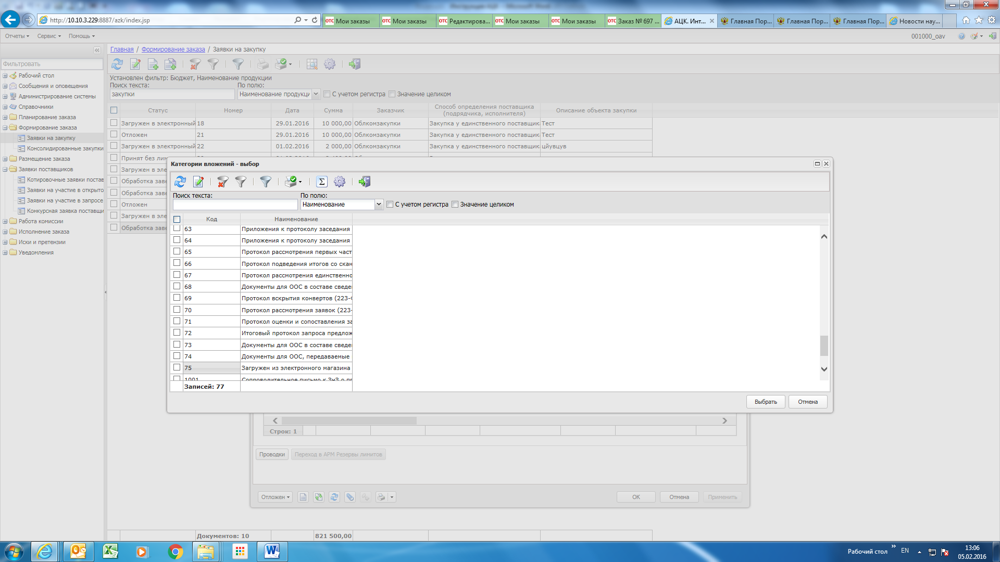 http://10.10.3.229:8887/azk/index.jsp
отс Мои заказы
отс Мои заказы
отс Редактирова...
отс Мои заказы
отс Мои заказы
отс Заказ № 697 ...
АЦК. Инт...
Главная Пор...
Главная Пор...
Главная Пор...
Новости нау...
Отчеты Сервис Помощь
001000_oav
Фильтровать
Рабочий стол
Сообщения и оповещения
Администрирование системы
Справочники
Планирование заказа
Формирование заказа
Заявки на закупку
Консолидированные закупки
Размещение заказа
Заявки поставщиков
Котировочные заявки постав
Заявки на участие в открыто
Заявки на участие в запросе
Конкурсная заявка поставщи
Работа комиссии
Исполнение заказа
Иски и претензии
Уведомления
Главная / Формирование заказа / Заявки на закупку
Установлен фильтр: Бюджет, Наименование продукции
Поиск текста: По полю:
закупки Наименование продукци С учетом регистра Значение целиком
Статус Номер Дата Сумма Заказчик Способ определения поставщика (подрядчика, исполнителя) Описание объекта закупки
Загружен в электронный 18 29.01.2016 10 000,00 Облкомзакупки Закупка у единственного поставщика Тест
Отложен 21 29.01.2016 10 000,00 Облкомзакупки Закупка у единственного поставщика Тест
Загружен в электронный 22 01.02.2016 2 000,00 Облкомзакупки Закупка у единственного поставщика цйувцув
Принят без лим
Загружен в эле
Обработка заве
Обработка заве
Отложен
Загружен в эле
Обработка заве
Категории вложений - выбор
Поиск текста: По полю:
Наименование С учетом регистра Значение целиком
Код Наименование
63 Приложения к протоколу заседания
64 Приложения к протоколу заседания
65 Протокол рассмотрения первых част
66 Протокол подведения итогов со скан
67 Протокол рассмотрения единственно
68 Документы для ООС в составе сведе
69 Протокол вскрытия конвертов (223-Ф
70 Протокол рассмотрения заявок (223-
71 Протокол оценки и сопоставления за
72 Итоговый протокол запроса предлож
73 Документы для ООС в составе сведе
74 Документы для ООС, передаваемые
75 Загружен из электронного магазина
1001 Сопроводительное письмо к ЗнЗ о пр
Записей: 77
Выбрать Отмена
Строк: 1
Проводки Переход в АРМ Резервы лимитов
Отложен ОК Отмена Применить
Документов: 10 821 500,00
Рабочий стол » EN 13:06
05.02.2016